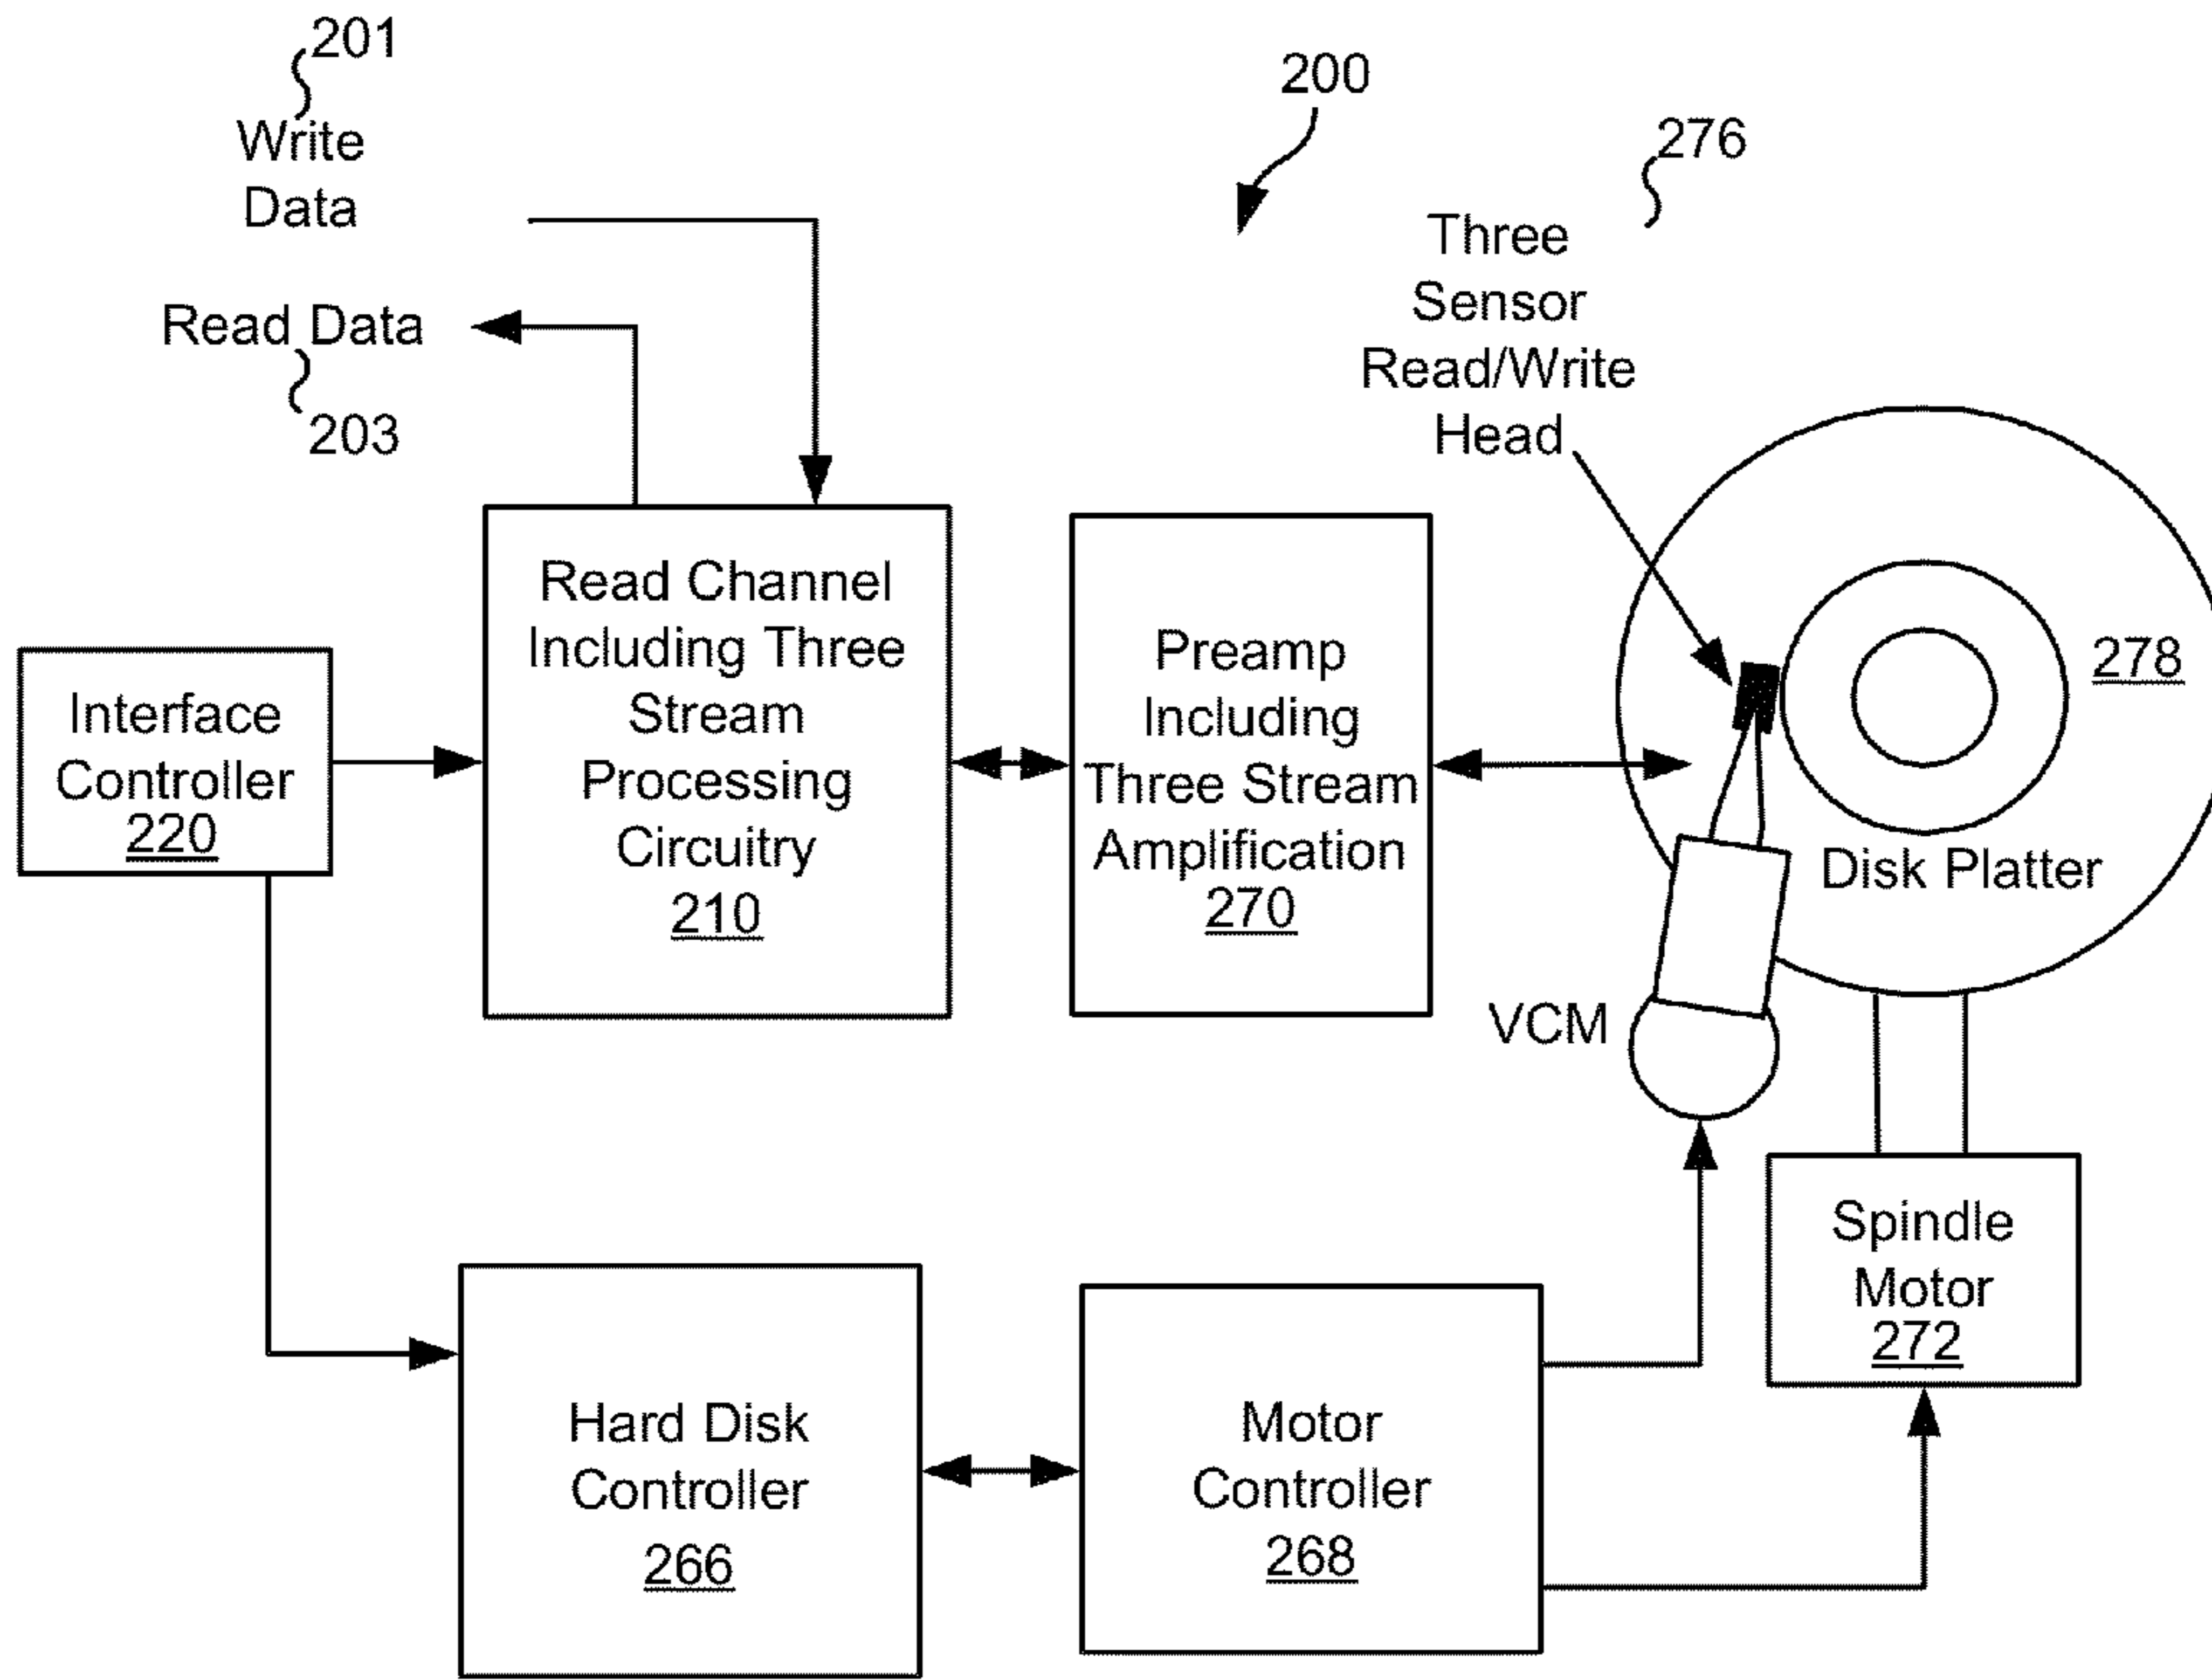 201
Write
Data
Read Data
203
200
276
Three
Sensor
Read/Write
Head
Interface
Controller
220
Read Channel
Including Three
Stream
Processing
Circuitry
210
Preamp
Including
Three Stream
Amplification
270
278
Disk Platter
VCM
Spindle
Motor
272
Hard Disk
Controller
266
Motor
Controller
268